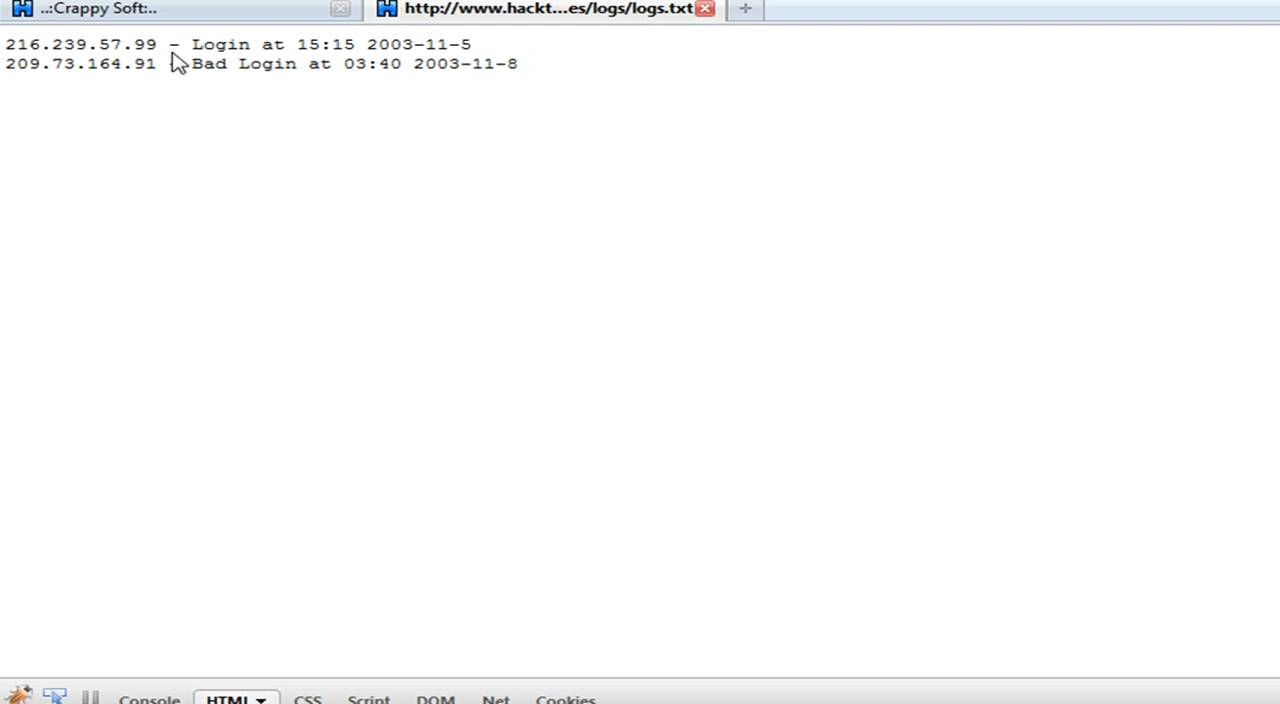 ..:Crappy Soft:..
http://www.hackt...es/logs/logs.txt
216.239.57.99 - Login at 15:15 2003-11-5
209.73.164.91 - Bad Login at 03:40 2003-11-8
Console HTML CSS Script DOM Net Cookies